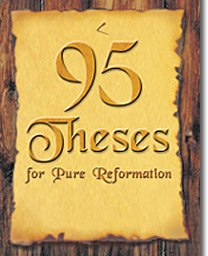 95
Theses
for Pure Reformation